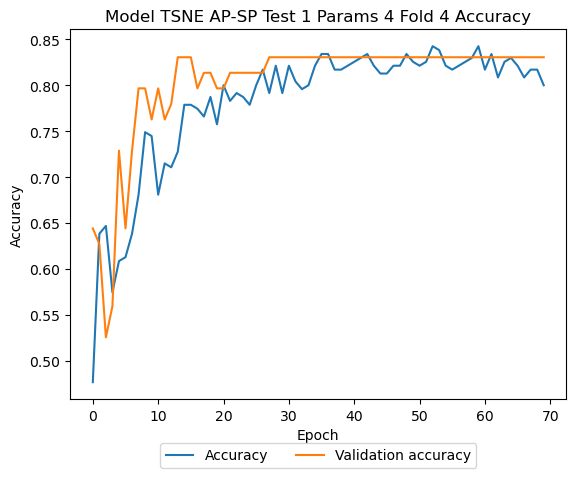 Model TSNE AP-SP Test 1 Params 4 Fold 4 Accuracy
0.85
0.80
0.75
0.70
0.65
0.60
0.55
0.50
Accuracy
0 10 20 30 40 50 60 70
Epoch
Accuracy Validation accuracy